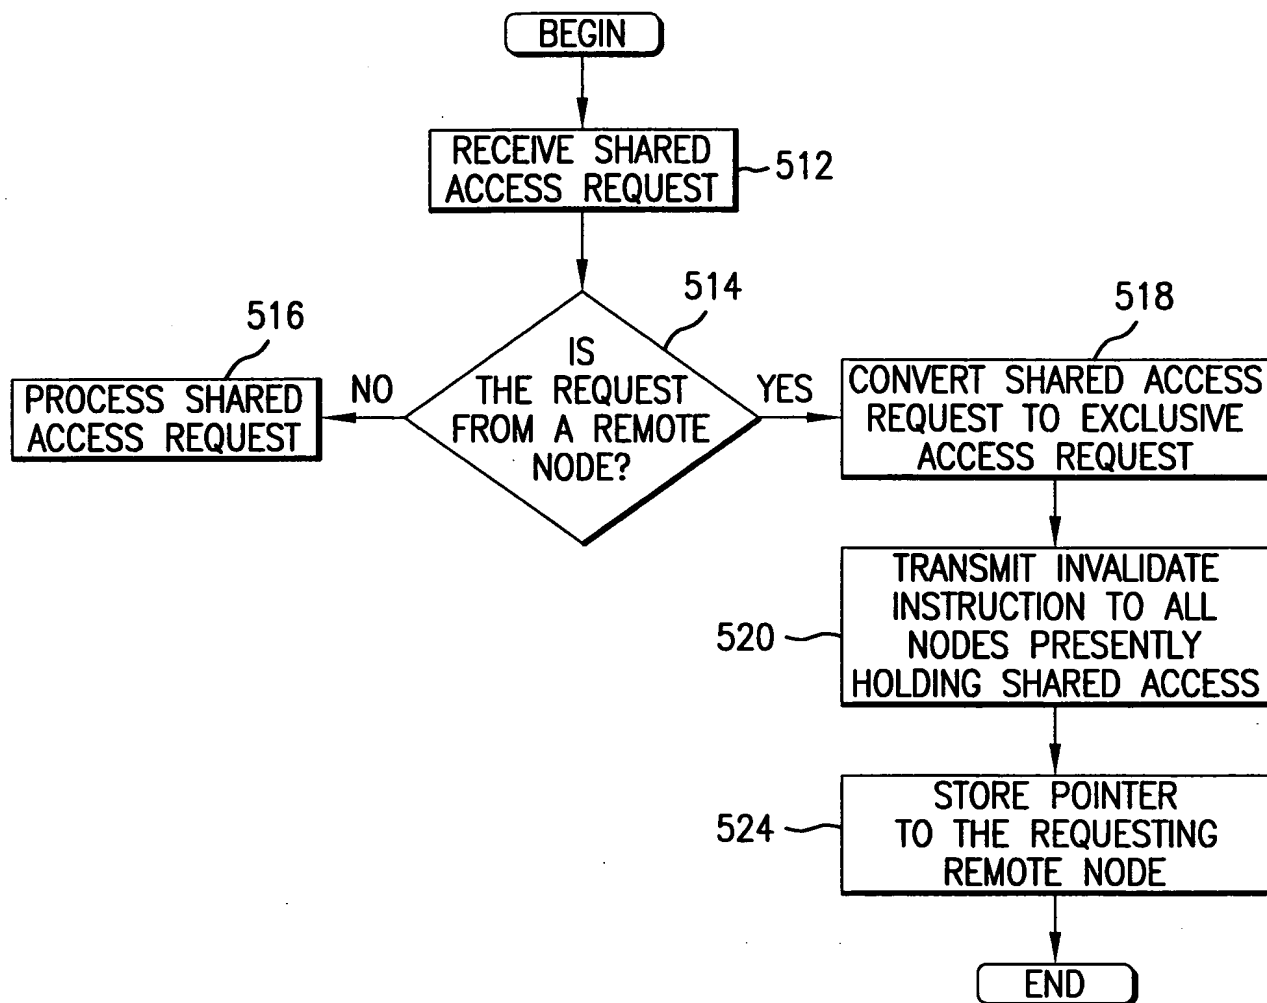 BEGIN
RECEIVE SHARED
ACCESS REQUEST
512
514
IS
THE REQUEST
FROM A REMOTE
NODE?
NO
516
PROCESS SHARED
ACCESS REQUEST
YES
518
CONVERT SHARED ACCESS
REQUEST TO EXCLUSIVE
ACCESS REQUEST
520
TRANSMIT INVALIDATE
INSTRUCTION TO ALL
NODES PRESENTLY
HOLDING SHARED ACCESS
524
STORE POINTER
TO THE REQUESTING
REMOTE NODE
END